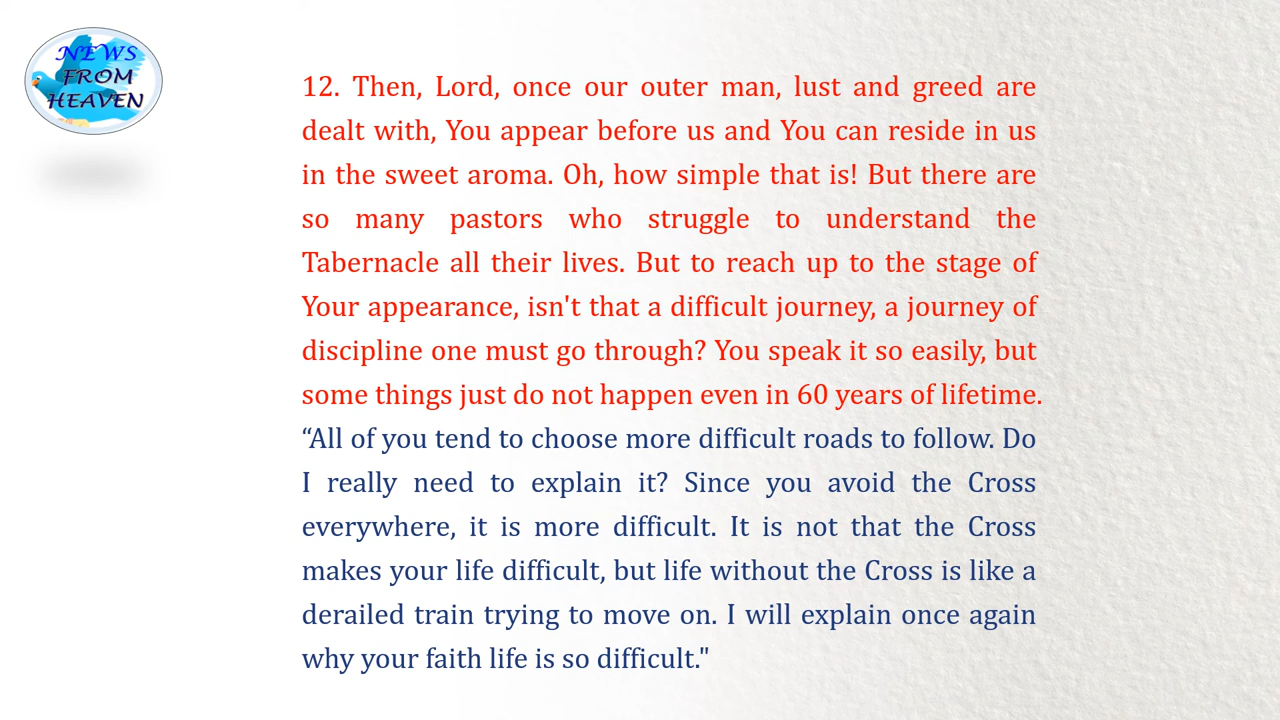 NEWS
FROM
HEAVEN
12. Then, Lord, once our outer man, lust and greed are
dealt with, You appear before us and You can reside in us
in the sweet aroma. Oh, how simple that is! But there are
so many pastors who struggle to understand the
Tabernacle all their lives. But to reach up to the stage of
Your appearance, isn't that a difficult journey, a journey of
discipline one must go through? You speak it so easily, but
some things just do not happen even in 60 years of lifetime.
“All of you tend to choose more difficult roads to follow. Do
I really need to explain it? Since you avoid the Cross
everywhere, it is more difficult. It is not that the Cross
makes your life difficult, but life without the Cross is like a
derailed train trying to move on. I will explain once again
why your faith life is so difficult."